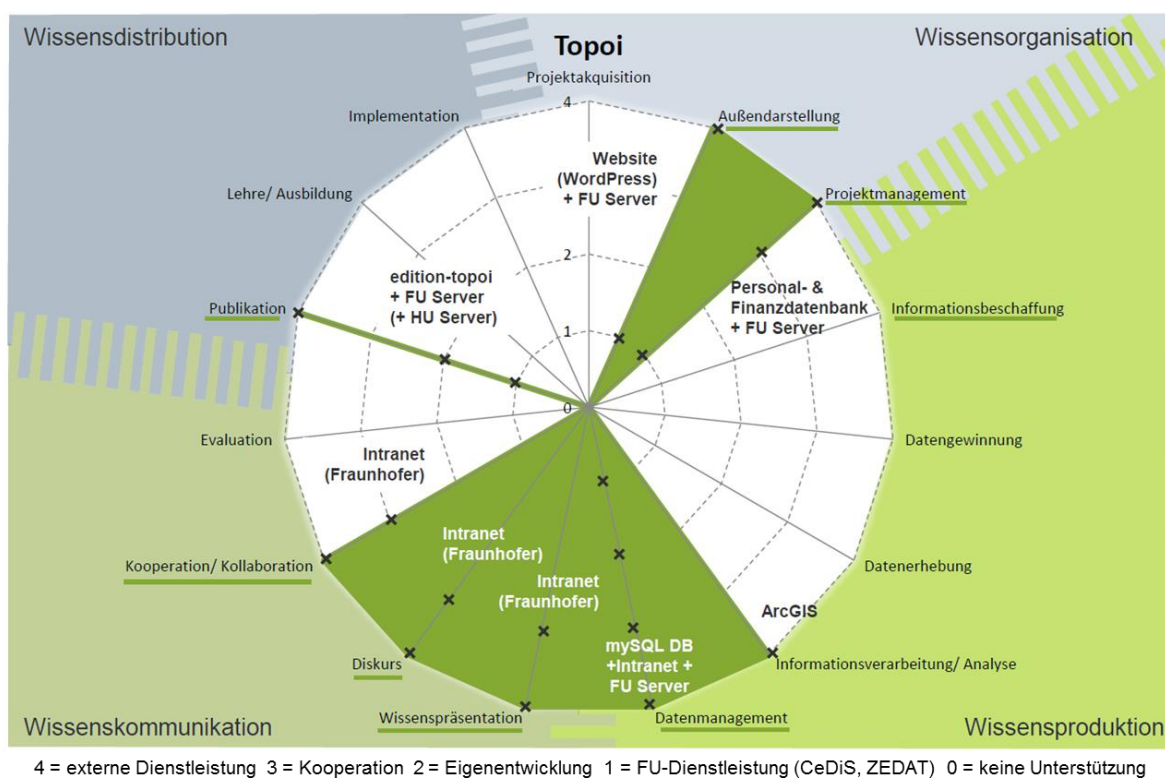 Wissensdistribution
Topoi
Wissensorganisation
Projektakquisition
4
Implementation
Außendarstellung
Website
(WordPress)
+ FU Server
Lehre/ Ausbildung
Projektmanagement
2
edition-topoi
+ FU Server
(+ HU Server)
Personal- &
Finanzdatenbank
+ FU Server
Publikation
Informationsbeschaffung
1
0
Evaluation
Datengewinnung
Intranet
(Fraunhofer)
Intranet
(Fraunhofer)
Kooperation/ Kollaboration
Datenerhebung
Intranet
(Fraunhofer)
ArcGIS
mySQL DB
+Intranet +
FU Server
Diskurs
Informationsverarbeitung/ Analyse
Wissenspräsentation
Datenmanagement
Wissenskommunikation
Wissensproduktion
4 = externe Dienstleistung 3 = Kooperation 2 = Eigenentwicklung 1 = FU-Dienstleistung (CeDiS, ZEDAT) 0 = keine Unterstützung